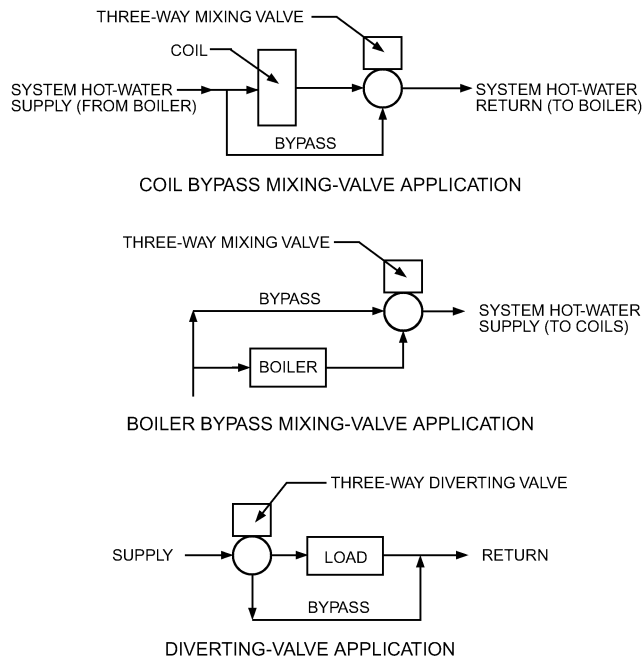 THREE-WAY MIXING VALVE
COIL
SYSTEM HOT-WATER
SUPPLY (FROM BOILER)
SYSTEM HOT-WATER
RETURN (TO BOILER)
BYPASS
COIL BYPASS MIXING-VALVE APPLICATION
THREE-WAY MIXING VALVE
BYPASS
SYSTEM HOT-WATER
SUPPLY (TO COILS)
BOILER
BOILER BYPASS MIXING-VALVE APPLICATION
THREE-WAY DIVERTING VALVE
SUPPLY
LOAD
RETURN
BYPASS
DIVERTING-VALVE APPLICATION